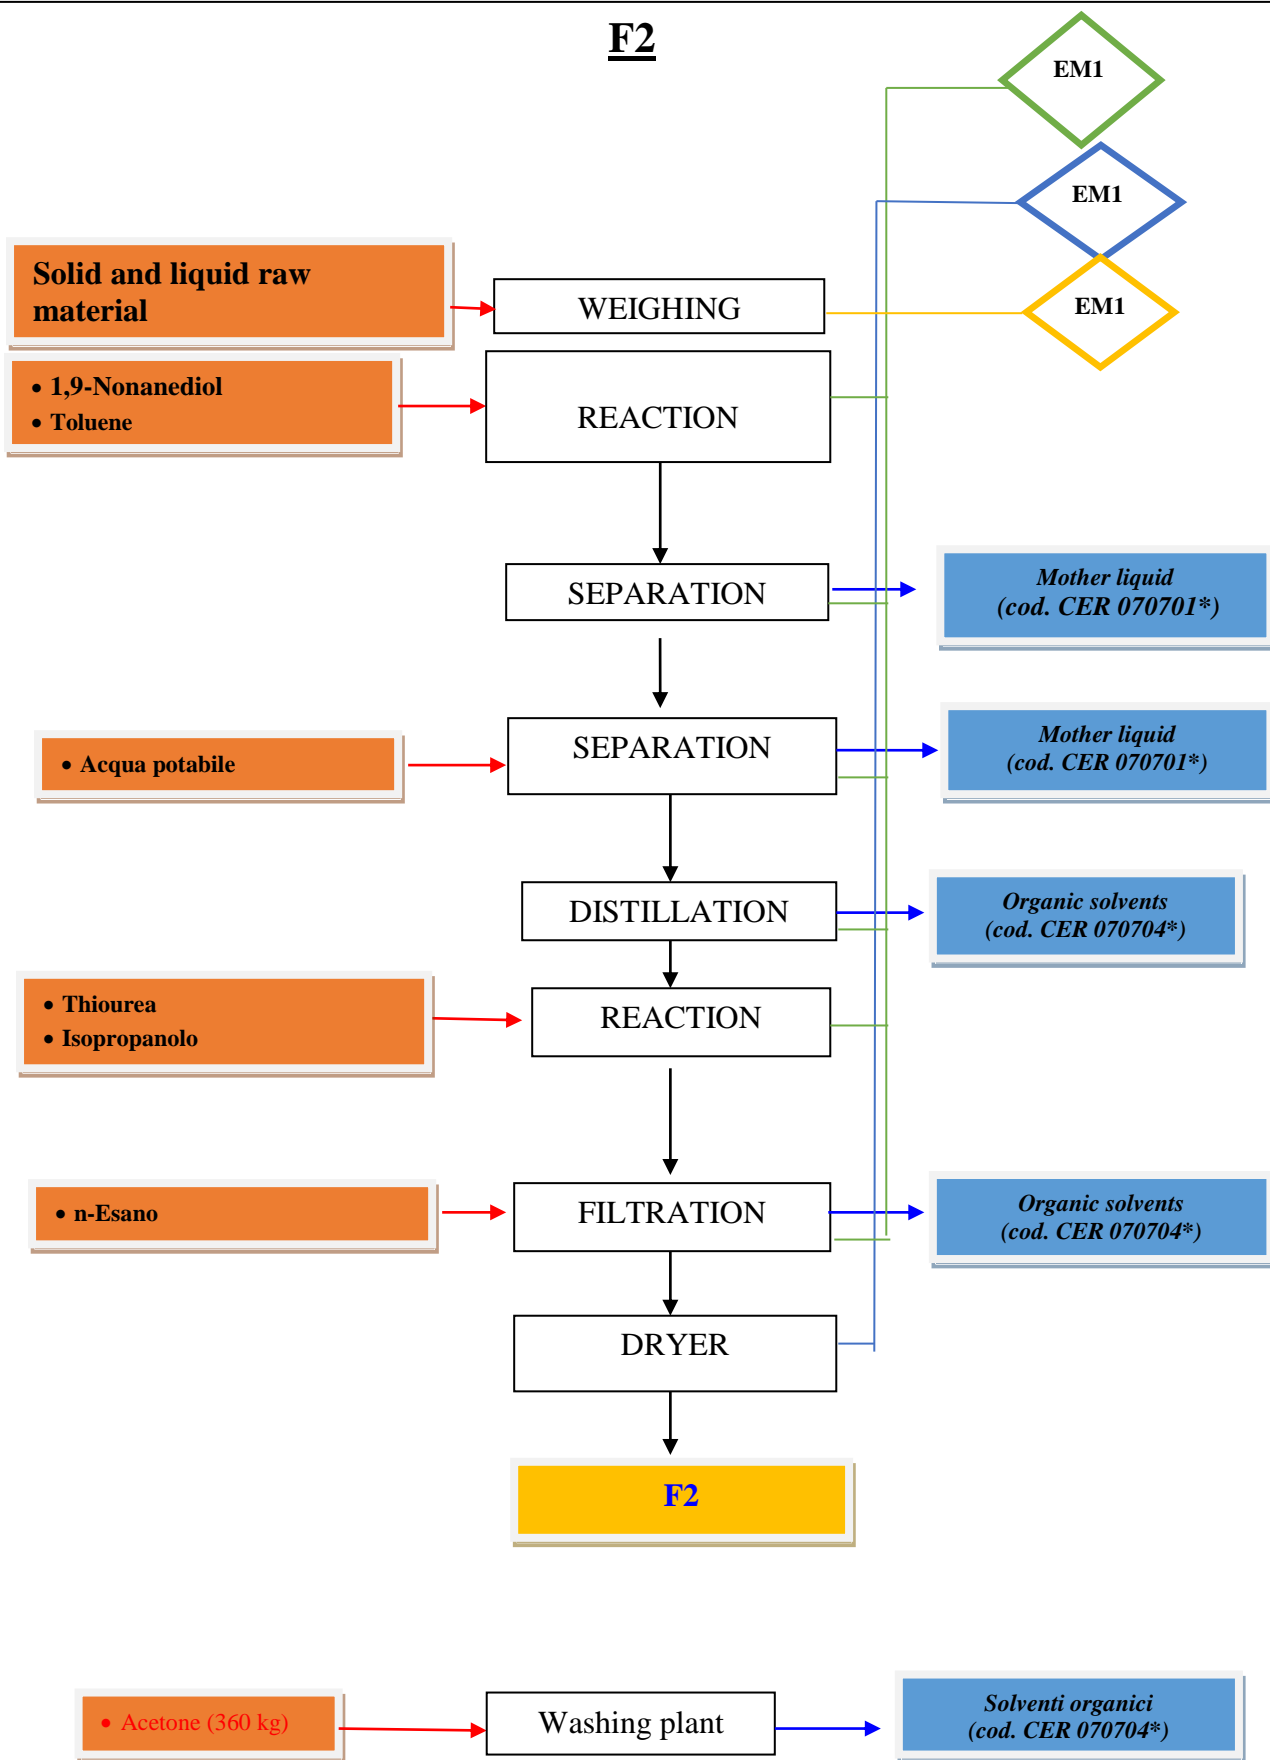 F2
EM1
EM1
Solid and liquid raw
material
WEIGHING
EM1
• 1,9-Nonanediol
• Toluene
REACTION
SEPARATION
Mother liquid
(cod. CER 070701*)
• Acqua potabile
SEPARATION
Mother liquid
(cod. CER 070701*)
DISTILLATION
Organic solvents
(cod. CER 070704*)
• Thiourea
• Isopropanolo
REACTION
• n-Esano
FILTRATION
Organic solvents
(cod. CER 070704*)
DRYER
F2
• Acetone (360 kg)
Washing plant
Solventi organici
(cod. CER 070704*)